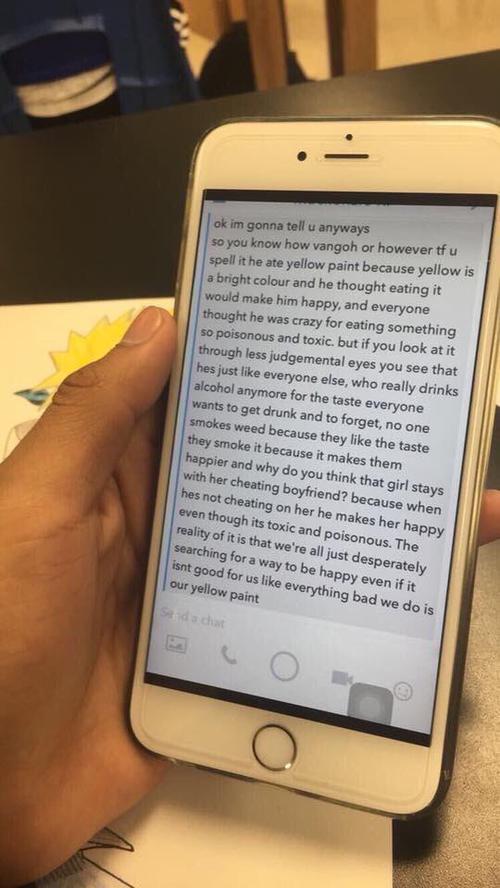 ok im gonna tell u anyways
so you know how vangoh or however tf u
spell it he ate yellow paint because yellow is
a bright colour and he thought eating it
would make him happy, and everyone
thought he was crazy for eating something
so poisonous and toxic. but if you look at it
through less judgemental eyes you see that
hes just like everyone else, who really drinks
alcohol anymore for the taste everyone
wants to get drunk and to forget, no one
smokes weed because they like the taste
they smoke it because it makes them
happier and why do you think that girl stays
with her cheating boyfriend? because when
hes not cheating on her he makes her happy
even though its toxic and poisonous. The
reality of it is that we're all just desperately
searching for a way to be happy even if it
isnt good for us like everything bad we do is
our yellow paint
Send a chat